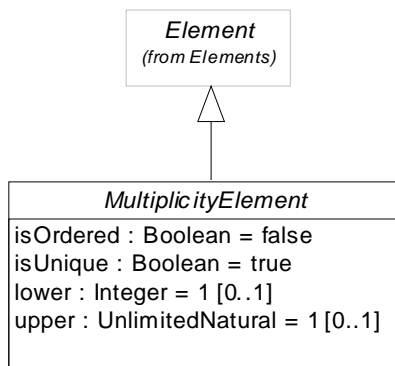 Element
(from Elements)
MultiplicityElement
isOrdered : Boolean = false
isUnique : Boolean = true
lower : Integer = 1 [0..1]
upper : UnlimitedNatural = 1 [0..1]